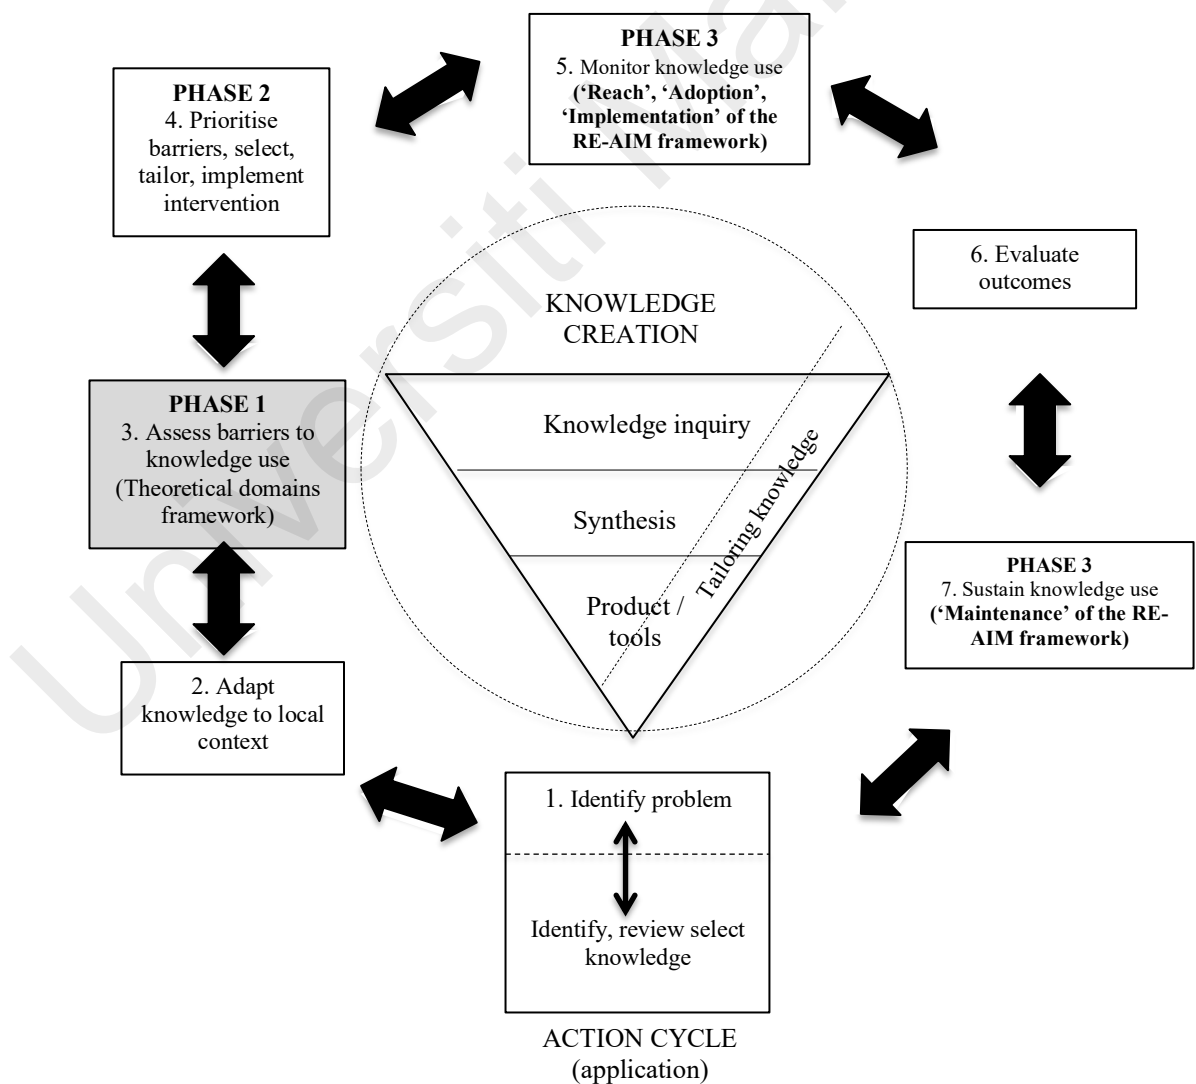 PHASE 3
5. Monitor knowledge use
(‘Reach’, ‘Adoption’,
‘Implementation’ of the
RE-AIM framework)
PHASE 2
4. Prioritise
barriers, select,
tailor, implement
intervention
6. Evaluate
outcomes
KNOWLEDGE
CREATION
Knowledge inquiry
Synthesis
Product /
tools
Tailoring knowledge
PHASE 1
3. Assess barriers to
knowledge use
(Theoretical domains
framework)
PHASE 3
7. Sustain knowledge use
(‘Maintenance’ of the RE-
AIM framework)
2. Adapt
knowledge to local
context
1. Identify problem
Identify, review select
knowledge
ACTION CYCLE
(application)
Universiti